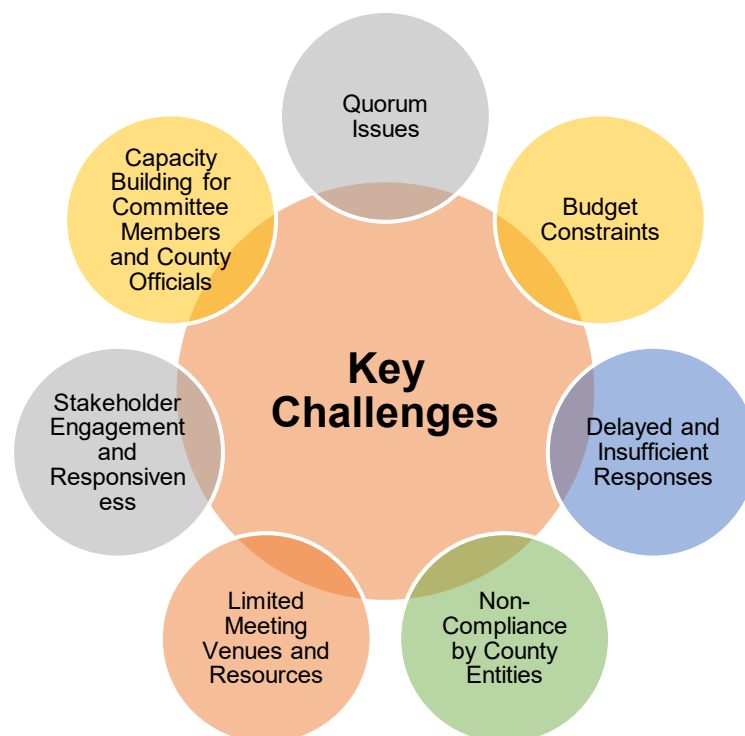 Quorum
Issues
Budget
Constraints
Delayed and
Insufficient
Responses
Non-
Compliance
by County
Entities
Limited
Meeting
Venues and
Resources
Stakeholder
Engagement
and
Responsiven
ess
Capacity
Building for
Committee
Members
and County
Officials
Key
Challenges